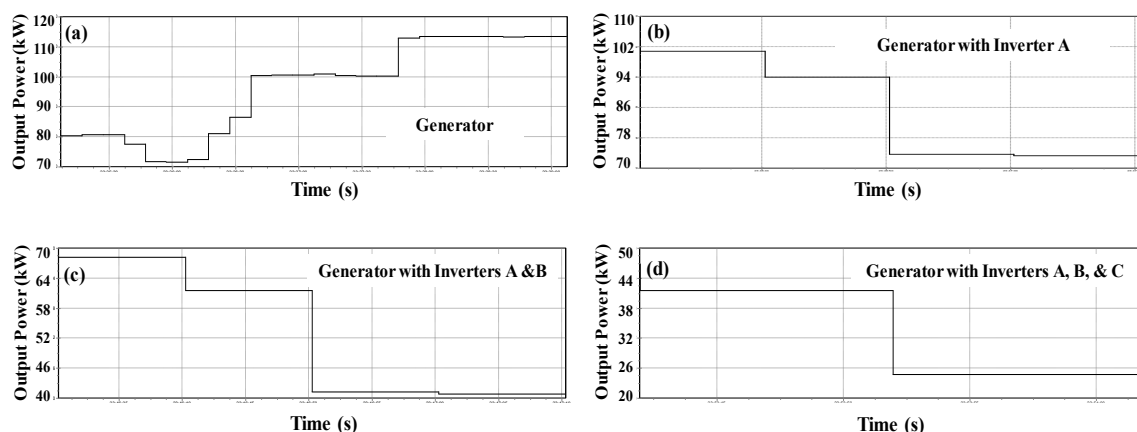 (a)
Output Power (kW)
120
110
100
90
80
70
Generator
Time (s)
(b)
Output Power (kW)
110
102
94
86
78
70
Generator with Inverter A
Time (s)
(c)
Output Power (kW)
70
64
58
52
46
40
Generator with Inverters A &B
Time (s)
(d)
Output Power (kW)
50
44
38
32
26
20
Generator with Inverters A, B, & C
Time (s)